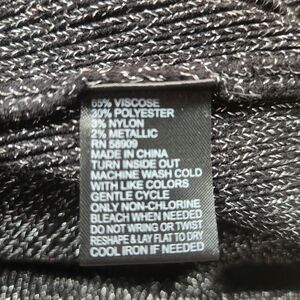 65% VISCOSE
30% POLYESTER
3% NYLON
2% METALLIC
RN 58909
MADE IN CHINA
TURN INSIDE OUT
MACHINE WASH COLD
WITH LIKE COLORS
GENTLE CYCLE
ONLY NON-CHLORINE
BLEACH WHEN NEEDED
DO NOT WRING OR TWIST
RESHAPE & LAY FLAT TO DRY
COOL IRON IF NEEDED